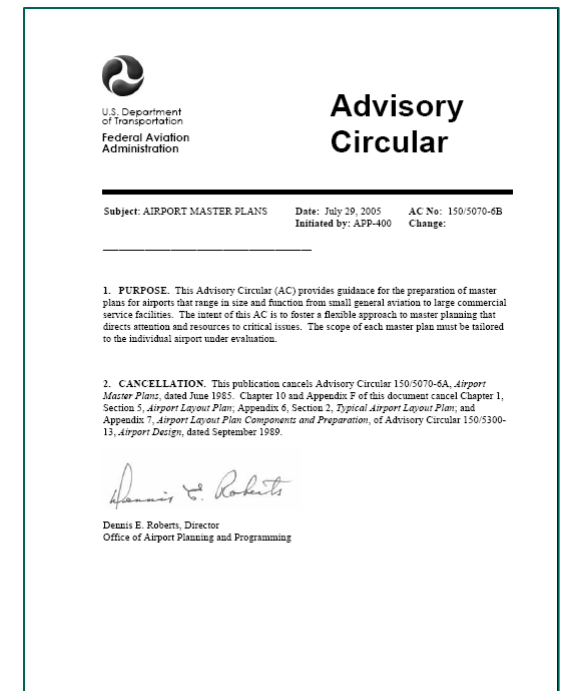 U.S. Department
of Transportation
Federal Aviation
Administration
Advisory
Circular
Subject: AIRPORT MASTER PLANS Date: July 29, 2005 AC No: 150/5070-6B
Initiated by: APP-400 Change:
1. PURPOSE. This Advisory Circular (AC) provides guidance for the preparation of master
plans for airports that range in size and function from small general aviation to large commercial
service facilities. The intent of this AC is to foster a flexible approach to master planning that
directs attention and resources to critical issues. The scope of each master plan must be tailored
to the individual airport under evaluation.
2. CANCELLATION. This publication cancels Advisory Circular 150/5070-6A, Airport
Master Plans, dated June 1985. Chapter 10 and Appendix F of this document cancel Chapter 1,
Section 5, Airport Layout Plan; Appendix 6, Section 2, Typical Airport Layout Plan; and
Appendix 7, Airport Layout Plan Components and Preparation, of Advisory Circular 150/5300-
13, Airport Design, dated September 1989.
Dennis E. Roberts
Dennis E. Roberts, Director
Office of Airport Planning and Programming